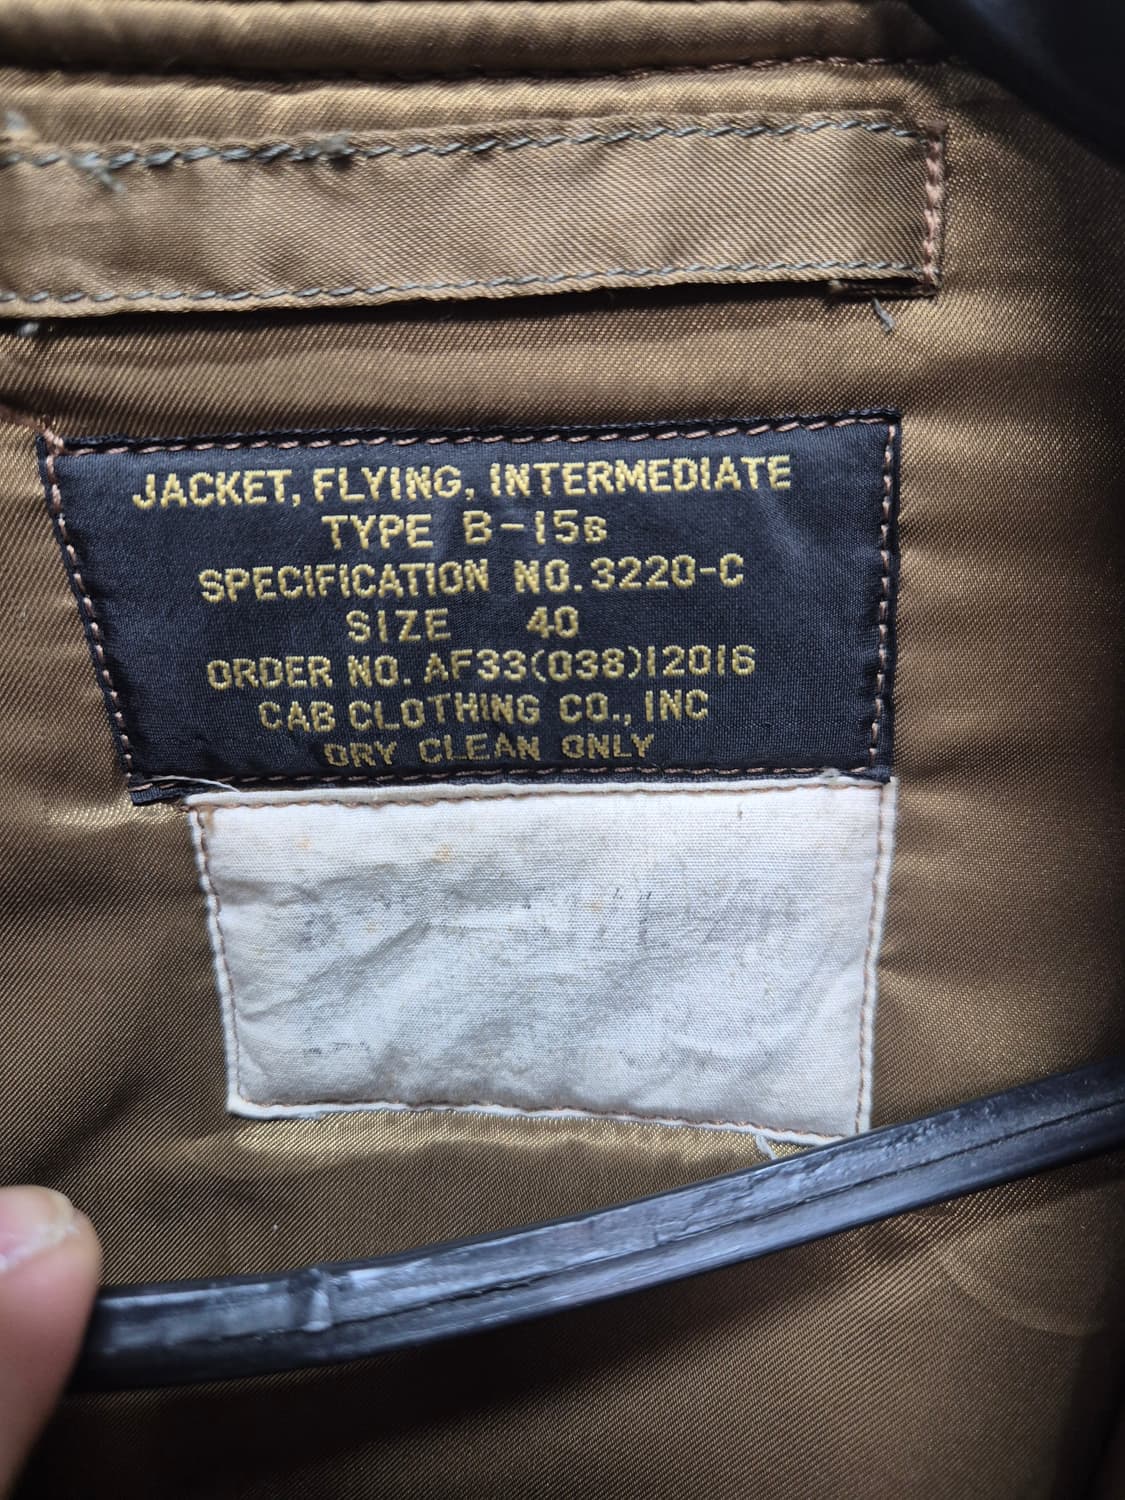 JACKET, FLYING, INTERMEDIATE
TYPE B-15B
SPECIFICATION NO. 3220-C
SIZE 40
ORDER NO. AF33(038)12016
CAB CLOTHING CO., INC
DRY CLEAN ONLY